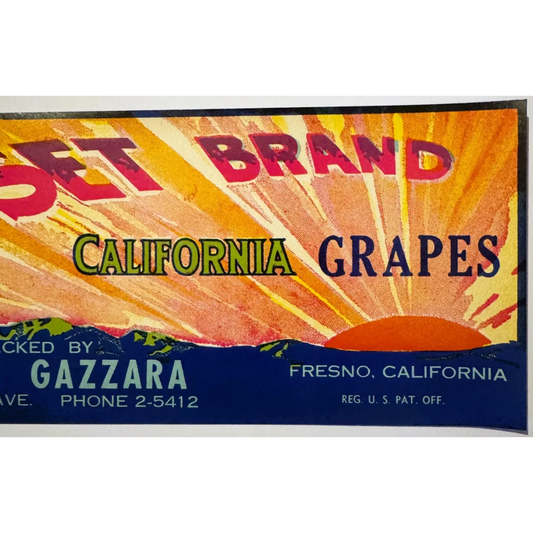 SET BRAND
CALIFORNIA GRAPES
CKED BY
GAZZARA
AVE. PHONE 2-5412
FRESNO, CALIFORNIA
REG. U. S. PAT. OFF.